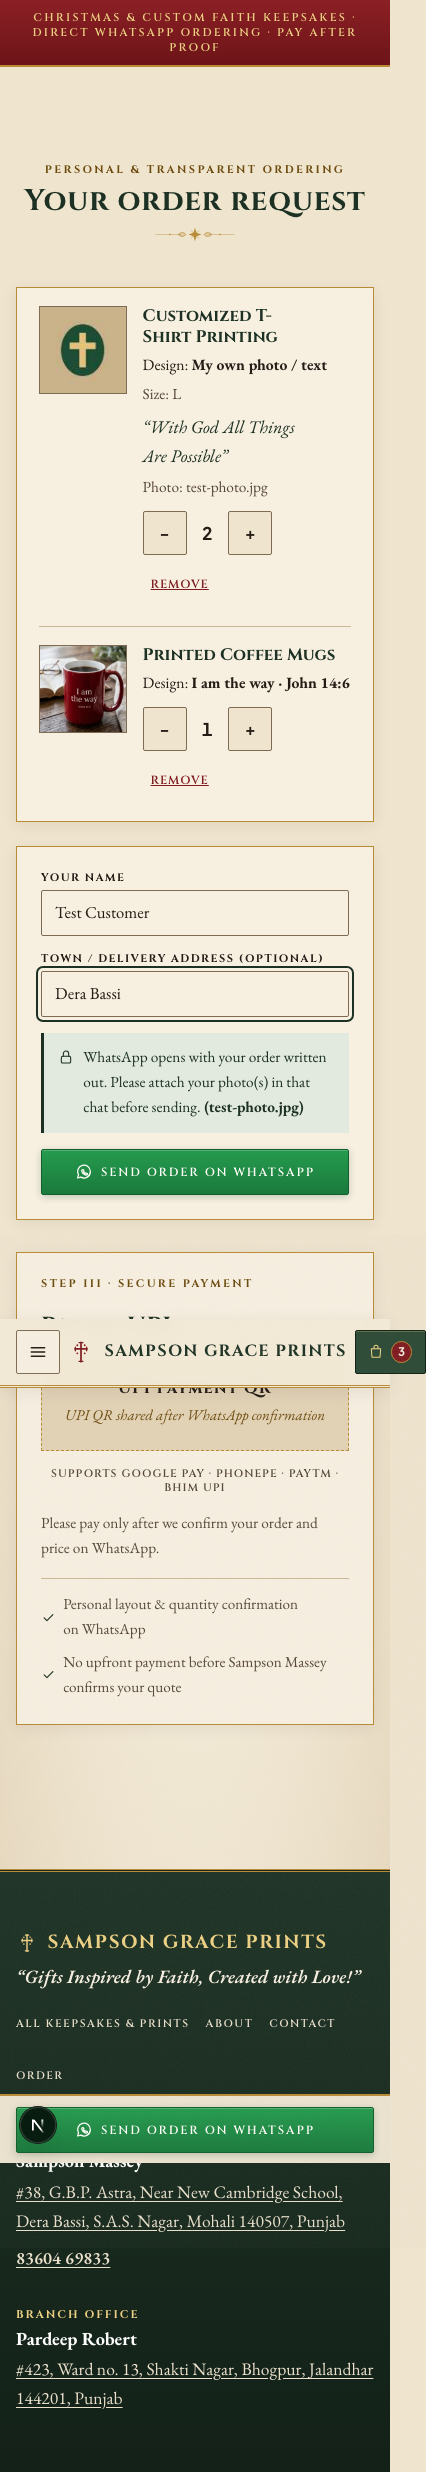 CHRISTMAS & CUSTOM FAITH KEEPSAKES ·
DIRECT WHATSAPP ORDERING · PAY AFTER
PROOF
PERSONAL & TRANSPARENT ORDERING
YOUR ORDER REQUEST
CUSTOMIZED T-
SHIRT PRINTING
Design: My own photo / text
Size: L
“With God All Things
Are Possible”
Photo: test-photo.jpg
− 2 +
REMOVE
PRINTED COFFEE MUGS
I am
the way
Design: I am the way · John 14:6
− 1 +
REMOVE
YOUR NAME
Test Customer
TOWN / DELIVERY ADDRESS (OPTIONAL)
Dera Bassi
WhatsApp opens with your order written
out. Please attach your photo(s) in that
chat before sending. (test-photo.jpg)
SEND ORDER ON WHATSAPP
STEP III · SECURE PAYMENT
SAMPSON GRACE PRINTS 3
UPI PAYMENT QR
UPI QR shared after WhatsApp confirmation
SUPPORTS GOOGLE PAY · PHONEPE · PAYTM ·
BHIM UPI
Please pay only after we confirm your order and
price on WhatsApp.
Personal layout & quantity confirmation
on WhatsApp
No upfront payment before Sampson Massey
confirms your quote
SAMPSON GRACE PRINTS
“Gifts Inspired by Faith, Created with Love!”
ALL KEEPSAKES & PRINTS ABOUT CONTACT
ORDER
N SEND ORDER ON WHATSAPP
Sampson Massey
#38, G.B.P. Astra, Near New Cambridge School,
Dera Bassi, S.A.S. Nagar, Mohali 140507, Punjab
83604 69833
BRANCH OFFICE
Pardeep Robert
#423, Ward no. 13, Shakti Nagar, Bhogpur, Jalandhar
144201, Punjab